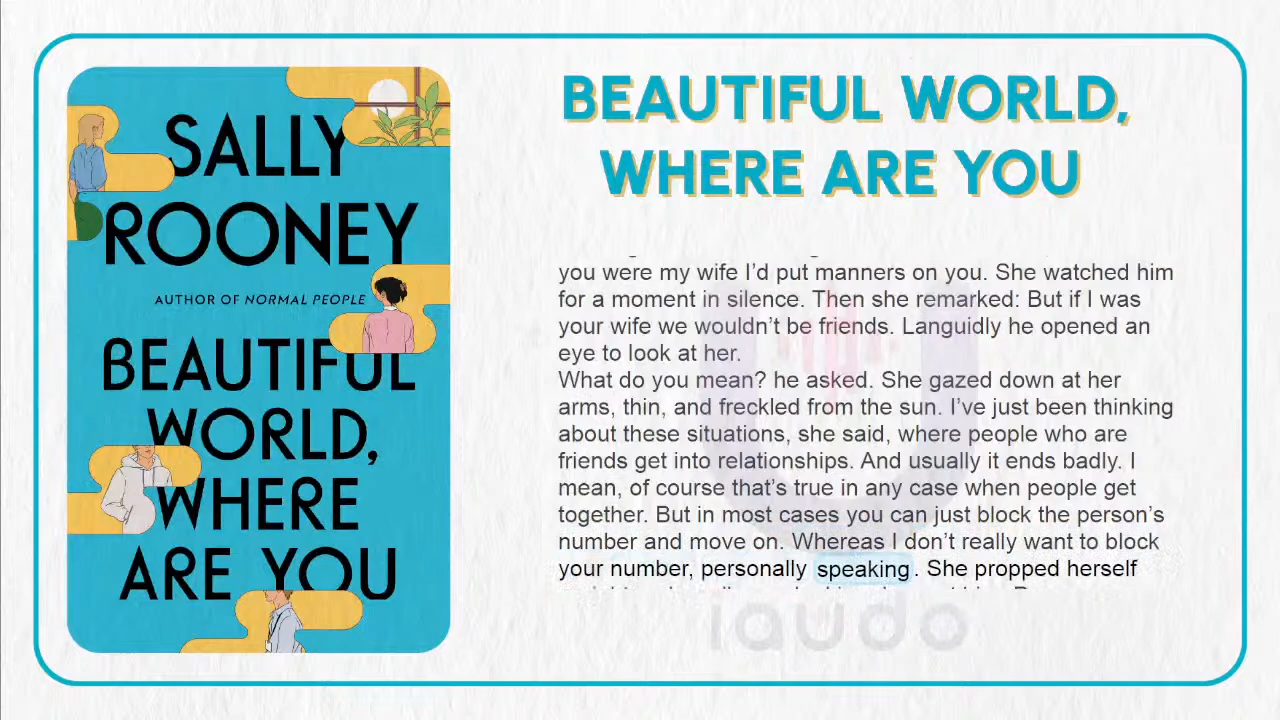 SALLY
ROONEY
AUTHOR OF NORMAL PEOPLE
BEAUTIFUL
WORLD,
WHERE
ARE YOU
BEAUTIFUL WORLD,
WHERE ARE YOU
you were my wife I’d put manners on you. She watched him
for a moment in silence. Then she remarked: But if I was
your wife we wouldn’t be friends. Languidly he opened an
eye to look at her.
What do you mean? he asked. She gazed down at her
arms, thin, and freckled from the sun. I’ve just been thinking
about these situations, she said, where people who are
friends get into relationships. And usually it ends badly. I
mean, of course that’s true in any case when people get
together. But in most cases you can just block the person’s
number and move on. Whereas I don’t really want to block
your number, personally speaking. She propped herself
iaudo